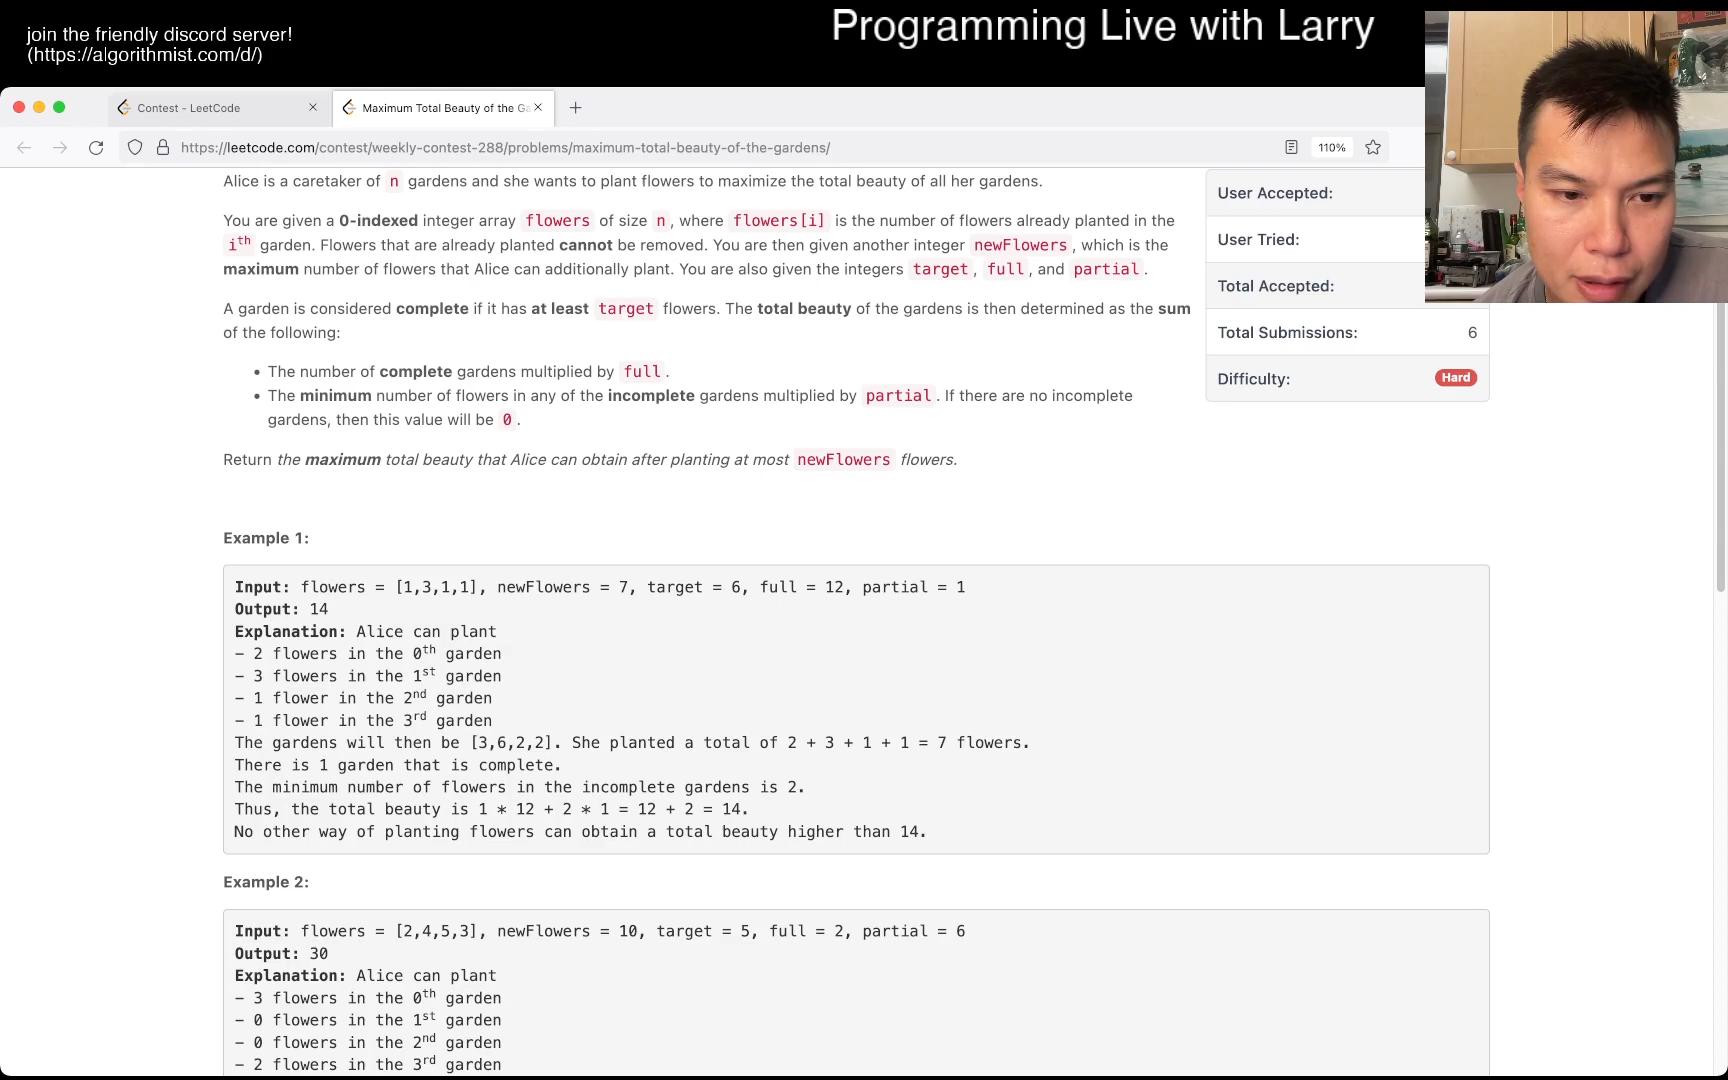 join the friendly discord server!
(https://algorithmist.com/d/)
Programming Live with Larry
Contest - LeetCode
Maximum Total Beauty of the Ga
https://leetcode.com/contest/weekly-contest-288/problems/maximum-total-beauty-of-the-gardens/
110%
Alice is a caretaker of n gardens and she wants to plant flowers to maximize the total beauty of all her gardens.
You are given a 0-indexed integer array flowers of size n, where flowers[i] is the number of flowers already planted in the
ith garden. Flowers that are already planted cannot be removed. You are then given another integer newFlowers, which is the
maximum number of flowers that Alice can additionally plant. You are also given the integers target, full, and partial.
A garden is considered complete if it has at least target flowers. The total beauty of the gardens is then determined as the sum
of the following:
• The number of complete gardens multiplied by full.
• The minimum number of flowers in any of the incomplete gardens multiplied by partial. If there are no incomplete
gardens, then this value will be 0.
Return the maximum total beauty that Alice can obtain after planting at most newFlowers flowers.
User Accepted:
User Tried:
Total Accepted:
Total Submissions: 6
Difficulty: Hard
Example 1:
Input: flowers = [1,3,1,1], newFlowers = 7, target = 6, full = 12, partial = 1
Output: 14
Explanation: Alice can plant
- 2 flowers in the 0th garden
- 3 flowers in the 1st garden
- 1 flower in the 2nd garden
- 1 flower in the 3rd garden
The gardens will then be [3,6,2,2]. She planted a total of 2 + 3 + 1 + 1 = 7 flowers.
There is 1 garden that is complete.
The minimum number of flowers in the incomplete gardens is 2.
Thus, the total beauty is 1 * 12 + 2 * 1 = 12 + 2 = 14.
No other way of planting flowers can obtain a total beauty higher than 14.
Example 2:
Input: flowers = [2,4,5,3], newFlowers = 10, target = 5, full = 2, partial = 6
Output: 30
Explanation: Alice can plant
- 3 flowers in the 0th garden
- 0 flowers in the 1st garden
- 0 flowers in the 2nd garden
- 2 flowers in the 3rd garden